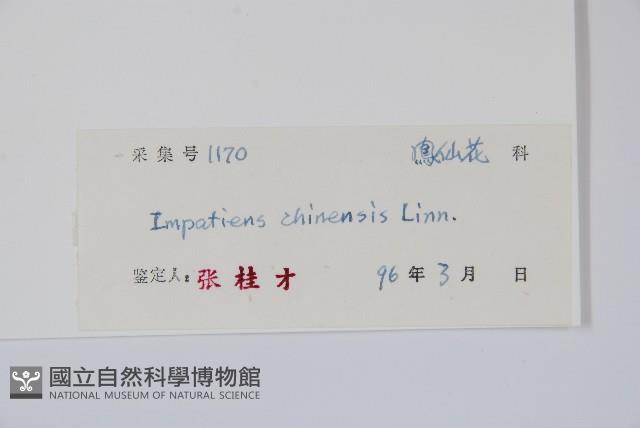 采集号 1170 鳳仙花 科
Impatiens chinensis Linn.
鉴定人: 张桂才 96 年 3 月 日
國立自然科學博物館
NATIONAL MUSEUM OF NATURAL SCIENCE